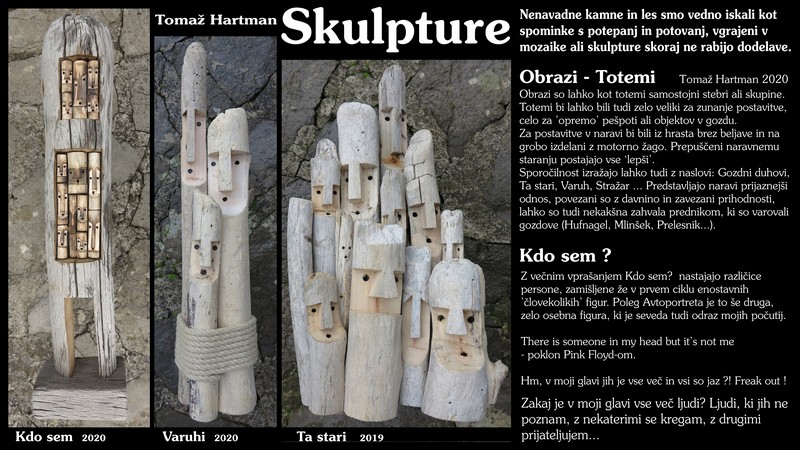 Tomaž Hartman
Skulpture
Nenavadne kamne in les smo vedno iskali kot
spominke s potepanj in potovanj, vgrajeni v
mozaike ali skulpture skoraj ne rabijo dodelave.
Obrazi - Totemi Tomaž Hartman 2020
Obrazi so lahko kot totemi samostojni stebri ali skupine.
Totemi bi lahko bili tudi zelo veliki za zunanje postavitve,
celo za 'opremo' pešpoti ali objektov v gozdu.
Za postavitve v naravi bi bili iz hrasta brez beljave in na
grobo izdelani z motorno žago. Prepuščeni naravnemu
staranju postajajo vse 'lepši'.
Sporočilnost izražajo lahko tudi z naslovi: Gozdni duhovi,
Ta stari, Varuh, Stražar ... Predstavljajo naravi prijaznejši
odnos, povezani so z davnino in zavezani prihodnosti,
lahko so tudi nekakšna zahvala prednikom, ki so varovali
gozdove (Hufnagel, Mlinšek, Prelesnik...).
Kdo sem ?
Z večnim vprašanjem Kdo sem? nastajajo različice
persone, zamišljene že v prvem ciklu enostavnih
'človekolikih' figur. Poleg Avtoportreta je to še druga,
zelo osebna figura, ki je seveda tudi odraz mojih počutij.
There is someone in my head but it's not me
- poklon Pink Floyd-om.
Hm, v moji glavi jih je vse več in vsi so jaz ?! Freak out !
Zakaj je v moji glavi vse več ljudi? Ljudi, ki jih ne
poznam, z nekaterimi se kregam, z drugimi
prijateljujem...
Kdo sem 2020
Varuhi 2020
Ta stari 2019